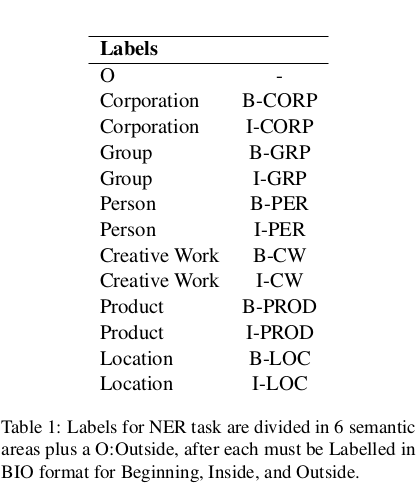 Labels
O -
Corporation B-CORP
Corporation I-CORP
Group B-GRP
Group I-GRP
Person B-PER
Person I-PER
Creative Work B-CW
Creative Work I-CW
Product B-PROD
Product I-PROD
Location B-LOC
Location I-LOC
Table 1: Labels for NER task are divided in 6 semantic
areas plus a O:Outside, after each must be Labelled in
BIO format for Beginning, Inside, and Outside.